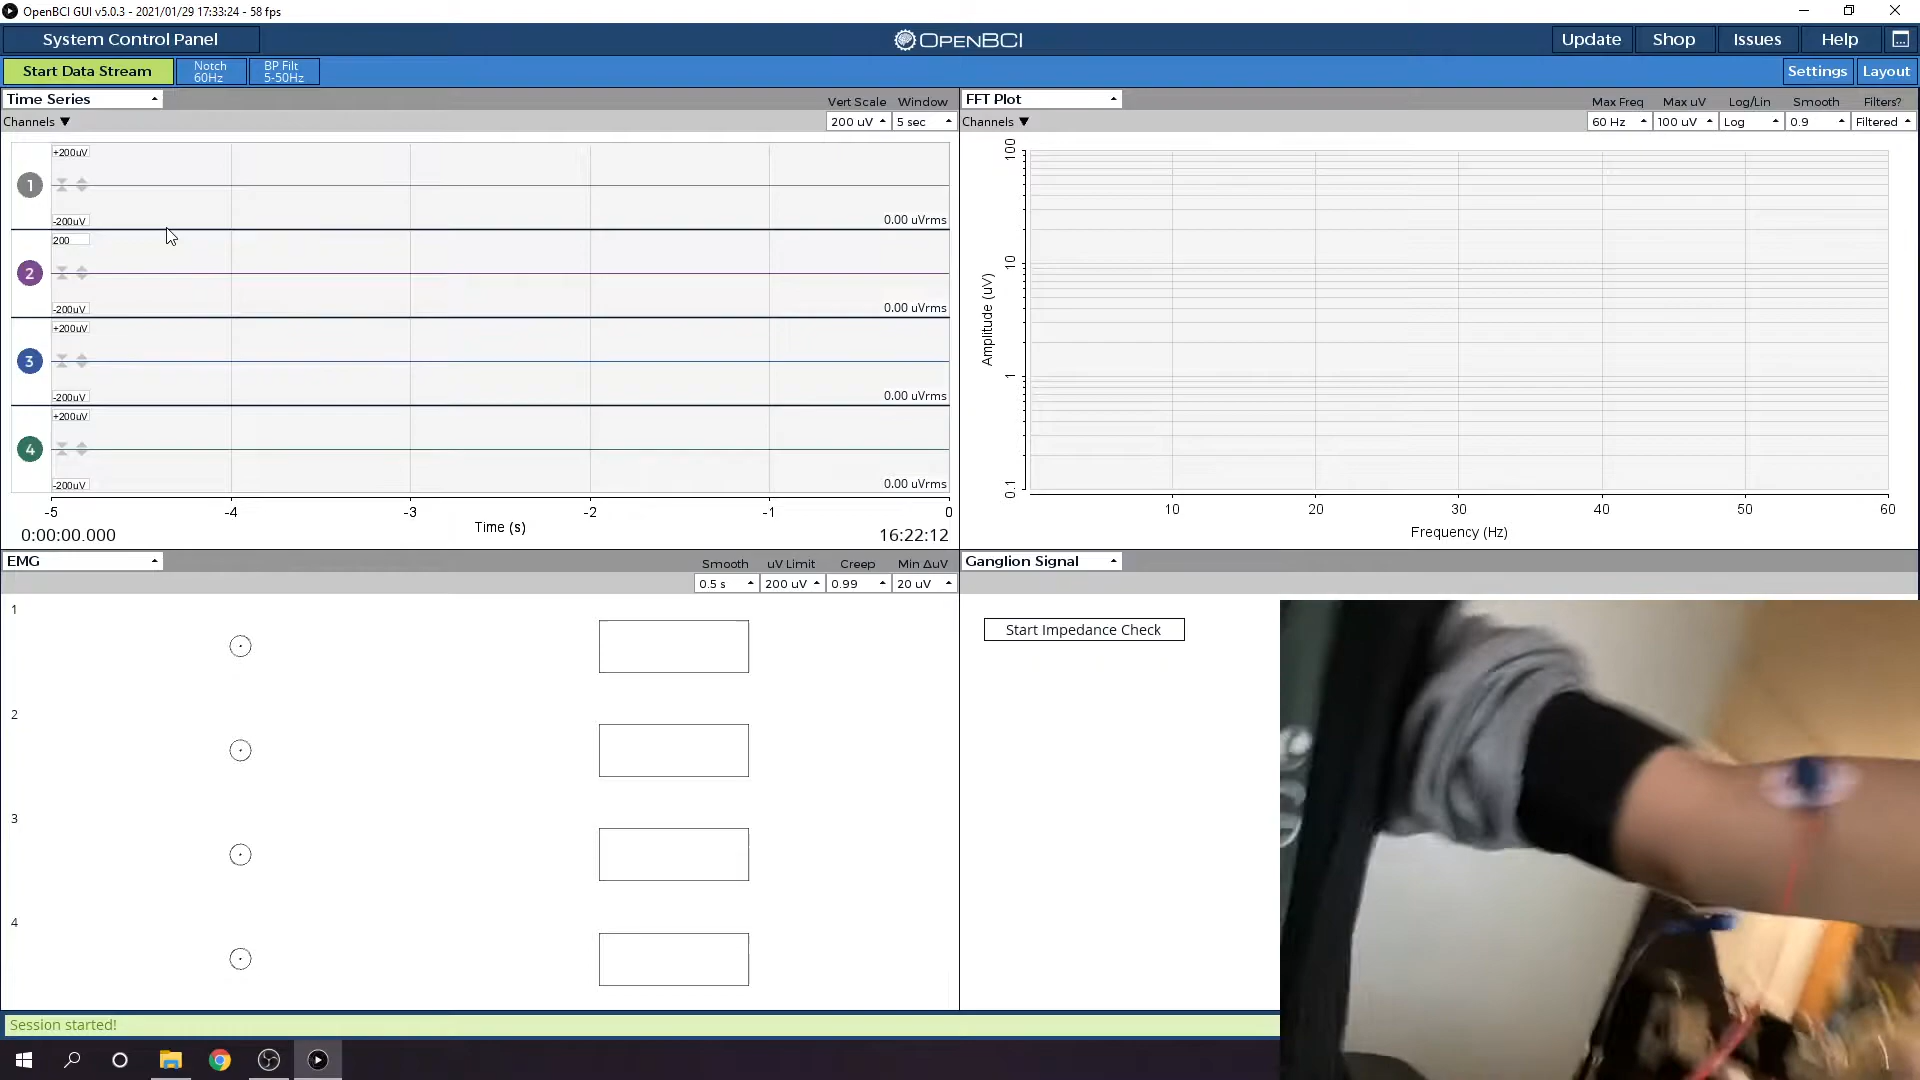 OpenBCI GUI v5.0.3 - 2021/01/29 17:33:24 - 58 fps
System Control Panel
OPENBCI
Update
Shop
Issues
Help
Start Data Stream
Notch
60Hz
BP Filt
5-50Hz
Settings
Layout
Time Series
Vert Scale
Window
Channels
200 uV
5 sec
+200uV
1
-200uV
0.00 uVrms
200
2
-200uV
0.00 uVrms
+200uV
3
-200uV
0.00 uVrms
+200uV
4
-200uV
0.00 uVrms
-5
-4
-3
-2
-1
0
Time (s)
0:00:00.000
16:22:12
FFT Plot
Max Freq
Max uV
Log/Lin
Smooth
Filters?
Channels
60 Hz
100 uV
Log
0.9
Filtered
100
10
1
0.1
Amplitude (uV)
10
20
30
40
50
60
Frequency (Hz)
EMG
Smooth
uV Limit
Creep
Min ΔuV
0.5 s
200 uV
0.99
20 uV
1
2
3
4
Ganglion Signal
Start Impedance Check
Session started!